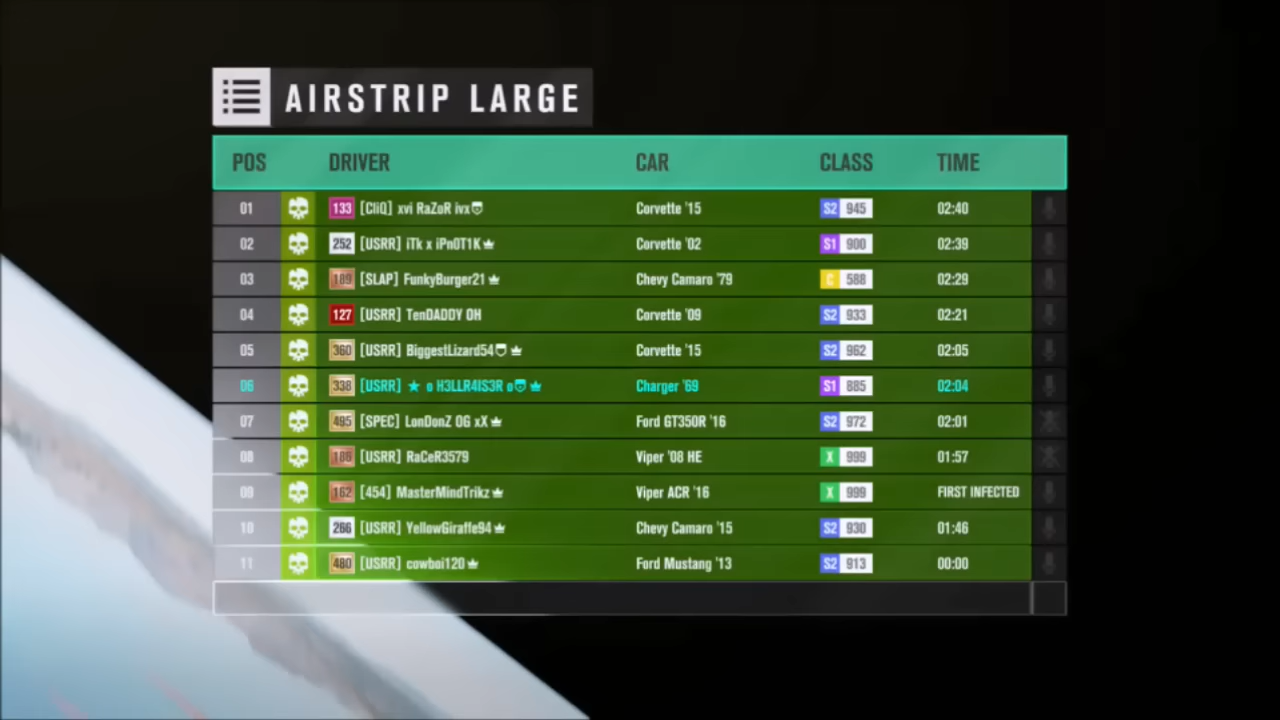 AIRSTRIP LARGE
POS DRIVER CAR CLASS TIME
01 133 [CliQ] xvi RaZoR ivx Corvette '15 S2 945 02:40
02 252 [USRR] iTk x iPn0T1K Corvette '02 S1 900 02:39
03 189 [SLAP] FunkyBurger21 Chevy Camaro '79 C 588 02:29
04 127 [USRR] TenDADDY OH Corvette '09 S2 933 02:21
05 360 [USRR] BiggestLizard54 Corvette '15 S2 962 02:05
06 338 [USRR] ★ o H3LLR4IS3R o Charger '69 S1 885 02:04
07 495 [SPEC] LonDonZ OG xX Ford GT350R '16 S2 972 02:01
08 186 [USRR] RaCeR3579 Viper '08 HE X 999 01:57
09 162 [454] MasterMindTrikz Viper ACR '16 X 999 FIRST INFECTED
10 266 [USRR] YellowGiraffe94 Chevy Camaro '15 S2 930 01:46
11 480 [USRR] cowboi120 Ford Mustang '13 S2 913 00:00